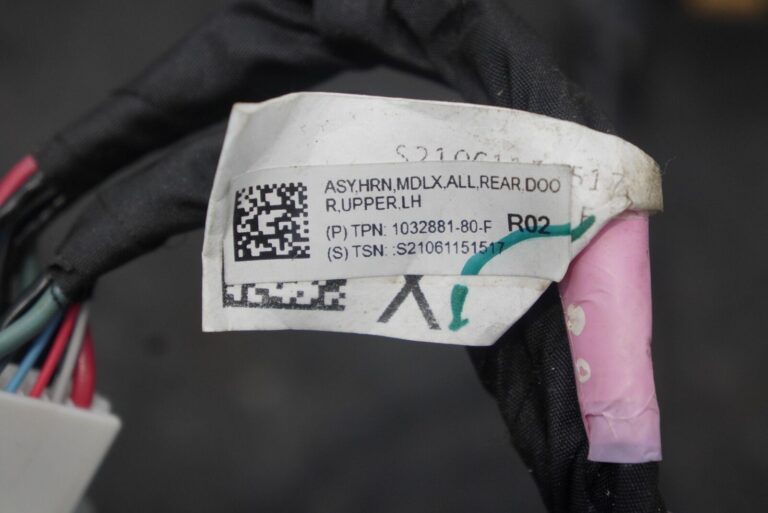 ASY,HRN,MDLX,ALL,REAR.DOO
R,UPPER,LH
(P) TPN: 1032881-80-F R02
(S) TSN: :S21061151517
X